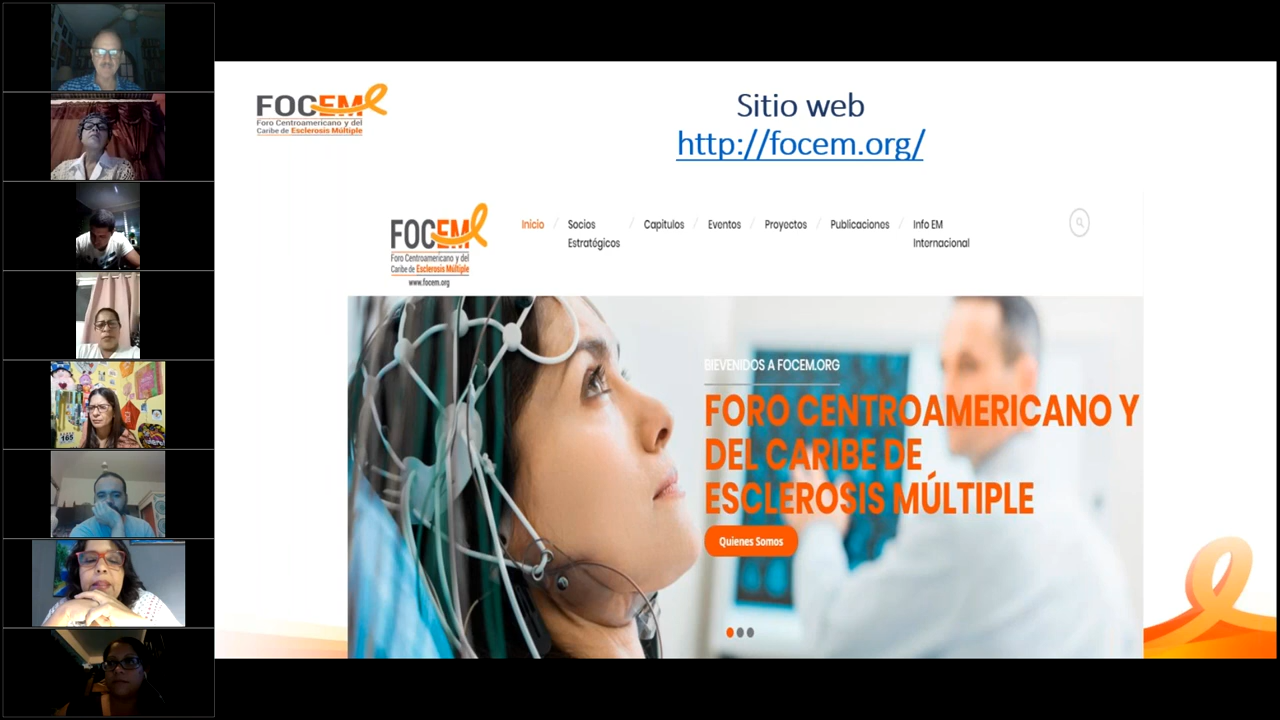 FOCEM
Foro Centroamericano y del
Caribe de Esclerosis Múltiple
Sitio web
http://focem.org/
FOCEM
Foro Centroamericano y del
Caribe de Esclerosis Múltiple
www.focem.org
Inicio / Socios Estratégicos / Capítulos / Eventos / Proyectos / Publicaciones / Info EM Internacional
BIEVENIDOS A FOCEM.ORG
FORO CENTROAMERICANO Y
DEL CARIBE DE
ESCLEROSIS MÚLTIPLE
Quienes Somos
165